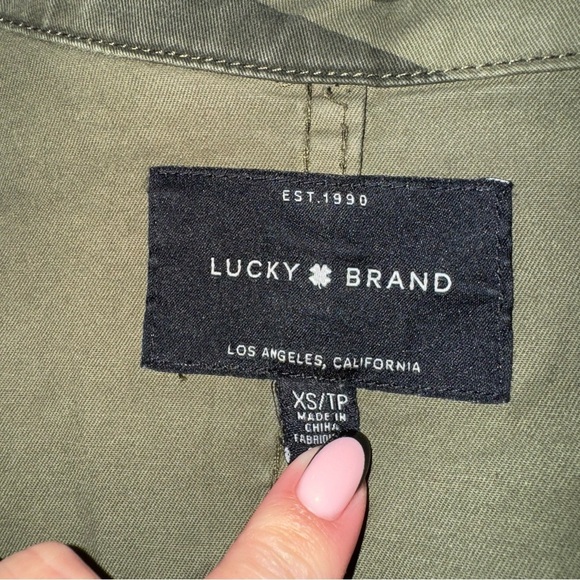 EST.1990
LUCKY BRAND
LOS ANGELES, CALIFORNIA
XS/TP
MADE IN
CHINA